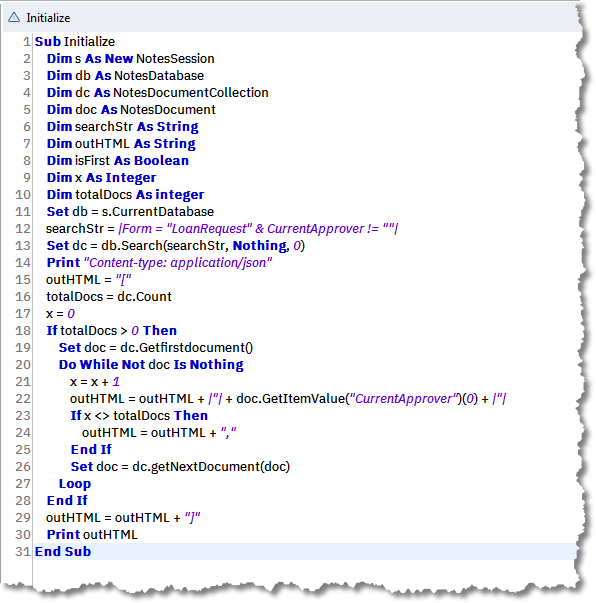 Initialize
1 Sub Initialize
2 Dim s As New NotesSession
3 Dim db As NotesDatabase
4 Dim dc As NotesDocumentCollection
5 Dim doc As NotesDocument
6 Dim searchStr As String
7 Dim outHTML As String
8 Dim isFirst As Boolean
9 Dim x As Integer
10 Dim totalDocs As integer
11 Set db = s.CurrentDatabase
12 searchStr = |Form = "LoanRequest" & CurrentApprover != ""|
13 Set dc = db.Search(searchStr, Nothing, 0)
14 Print "Content-type: application/json"
15 outHTML = "["
16 totalDocs = dc.Count
17 x = 0
18 If totalDocs > 0 Then
19 Set doc = dc.Getfirstdocument()
20 Do While Not doc Is Nothing
21 x = x + 1
22 outHTML = outHTML + |"| + doc.GetItemValue("CurrentApprover")(0) + |"|
23 If x <> totalDocs Then
24 outHTML = outHTML + ","
25 End If
26 Set doc = dc.getNextDocument(doc)
27 Loop
28 End If
29 outHTML = outHTML + "]"
30 Print outHTML
31 End Sub